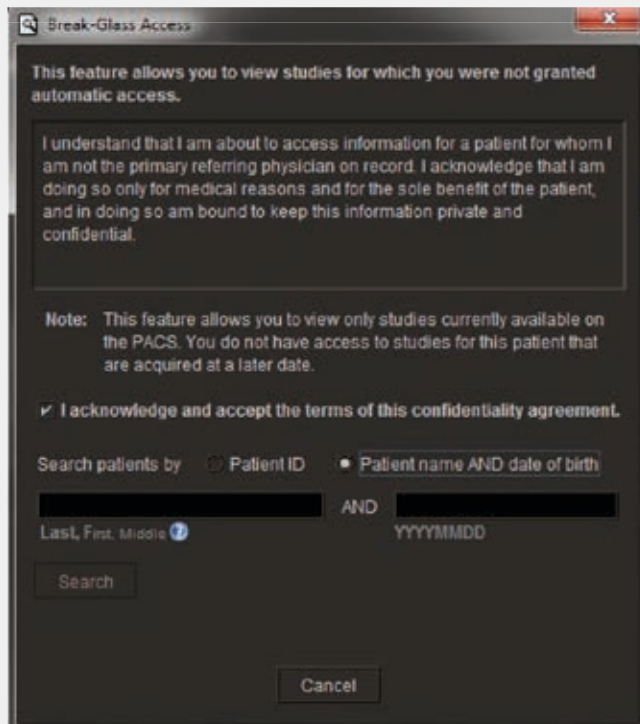 Break-Glass Access
This feature allows you to view studies for which you were not granted
automatic access.
I understand that I am about to access information for a patient for whom I
am not the primary referring physician on record. I acknowledge that I am
doing so only for medical reasons and for the sole benefit of the patient,
and in doing so am bound to keep this information private and
confidential.
Note: This feature allows you to view only studies currently available on
the PACS. You do not have access to studies for this patient that
are acquired at a later date.
I acknowledge and accept the terms of this confidentiality agreement.
Search patients by Patient ID Patient name AND date of birth
AND
Last, First, Middle ? YYYYMMDD
Search
Cancel